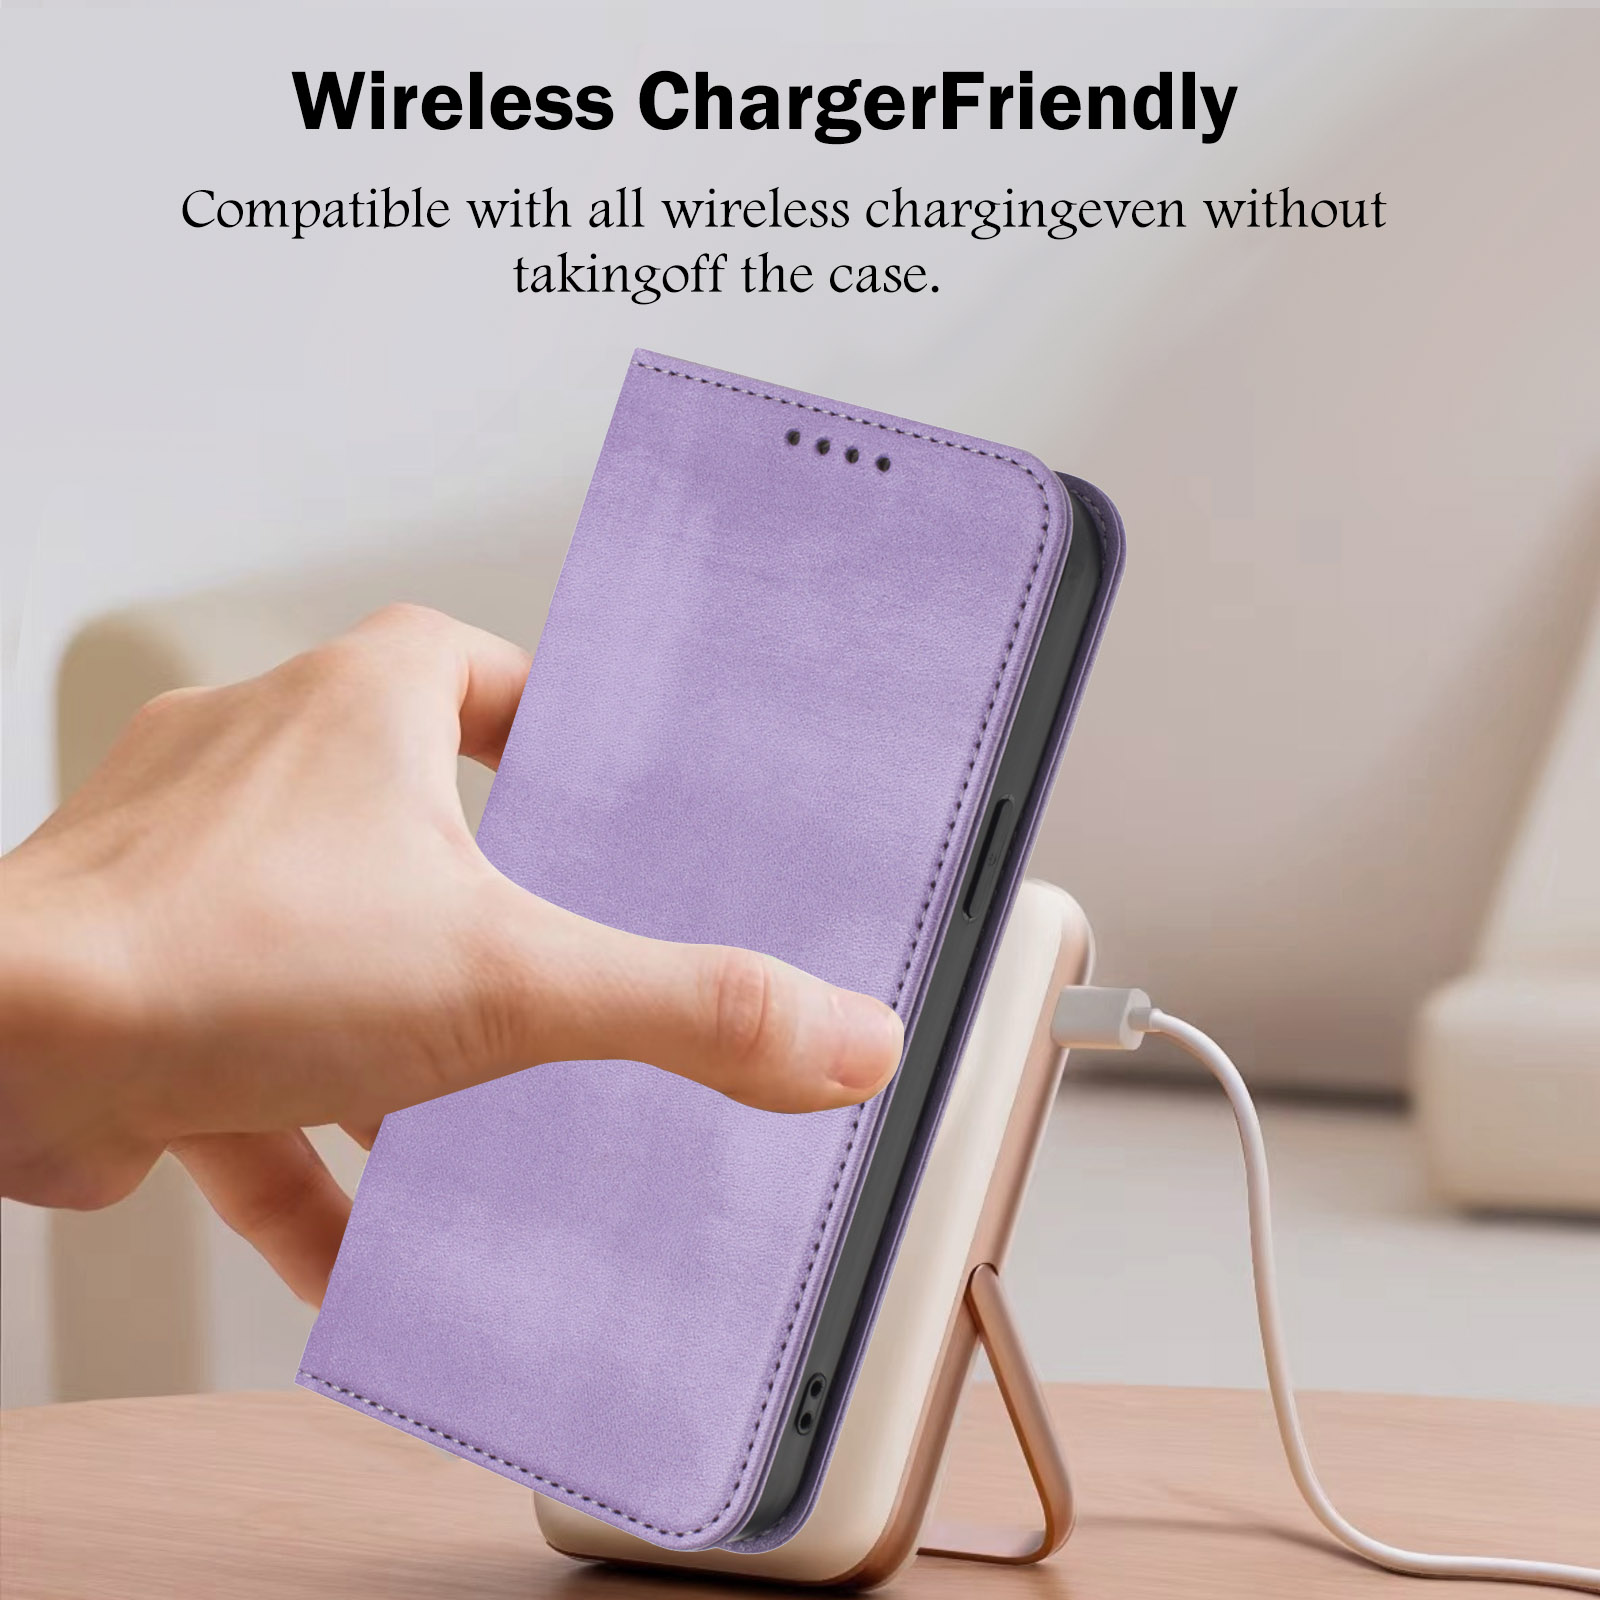 Wireless ChargerFriendly
Compatible with all wireless chargingeven without
takingoff the case.